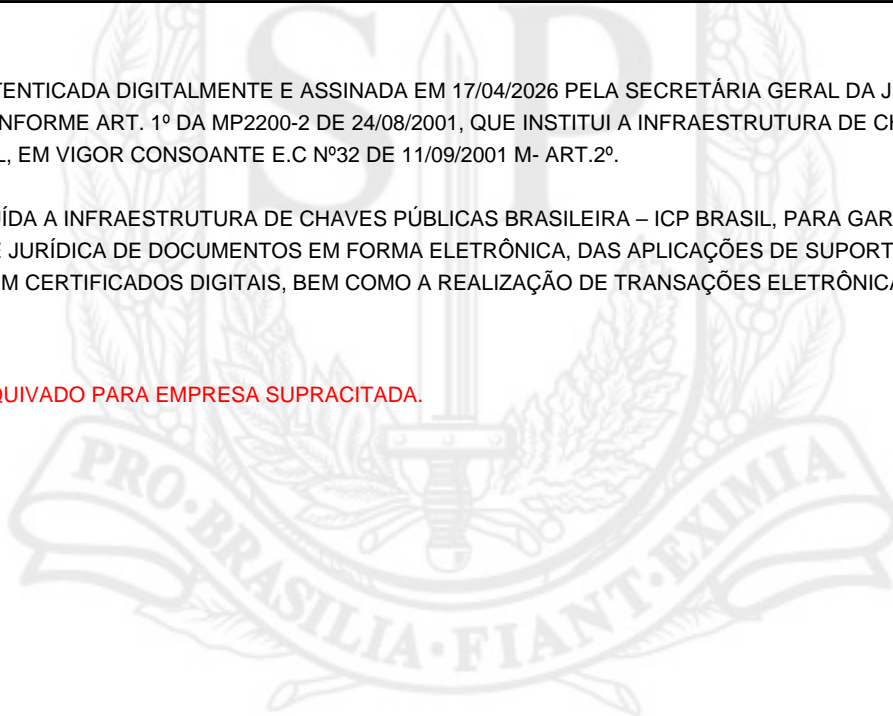 TENTICADA DIGITALMENTE E ASSINADA EM 17/04/2026 PELA SECRETÁRIA GERAL DA J
NFORME ART. 1º DA MP2200-2 DE 24/08/2001, QUE INSTITUI A INFRAESTRUTURA DE CH
L, EM VIGOR CONSOANTE E.C Nº32 DE 11/09/2001 M- ART.2º.
UÍDA A INFRAESTRUTURA DE CHAVES PÚBLICAS BRASILEIRA – ICP BRASIL, PARA GAR
E JURÍDICA DE DOCUMENTOS EM FORMA ELETRÔNICA, DAS APLICAÇÕES DE SUPORT
M CERTIFICADOS DIGITAIS, BEM COMO A REALIZAÇÃO DE TRANSAÇÕES ELETRÔNICA
QUIVADO PARA EMPRESA SUPRACITADA.
SP
PRO·BRASILIA·FIANT·EXIMIA